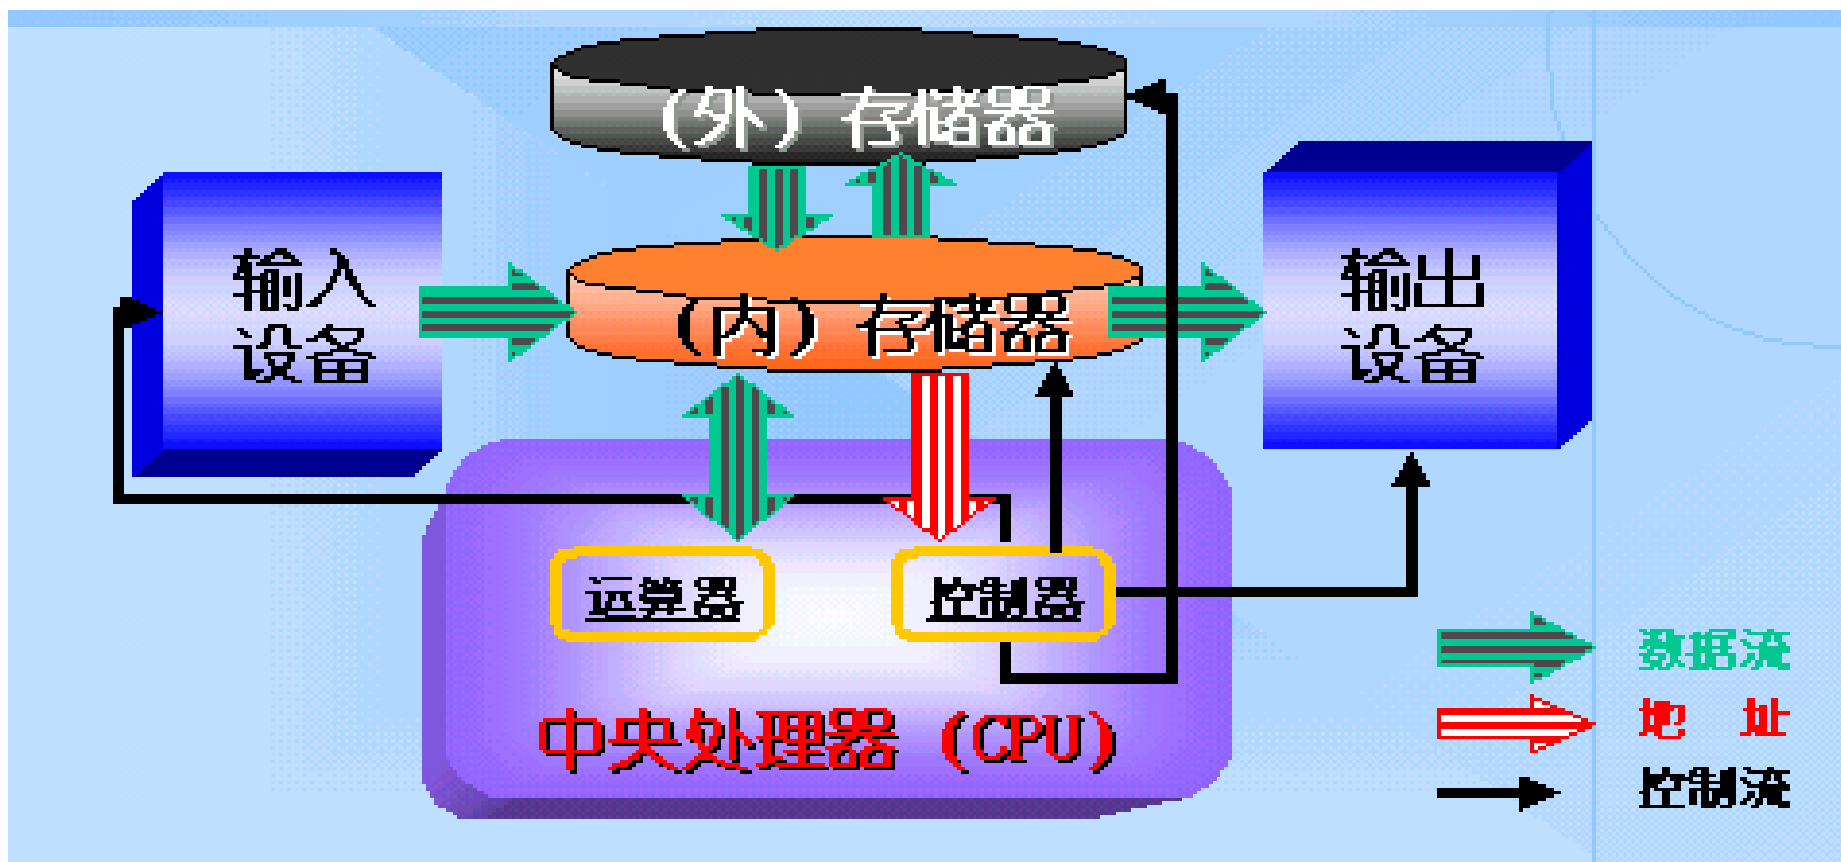 （外）存储器
输入
设备
（内）存储器
输出
设备
运算器
控制器
中央处理器（CPU）
数据流
地 址
控制流